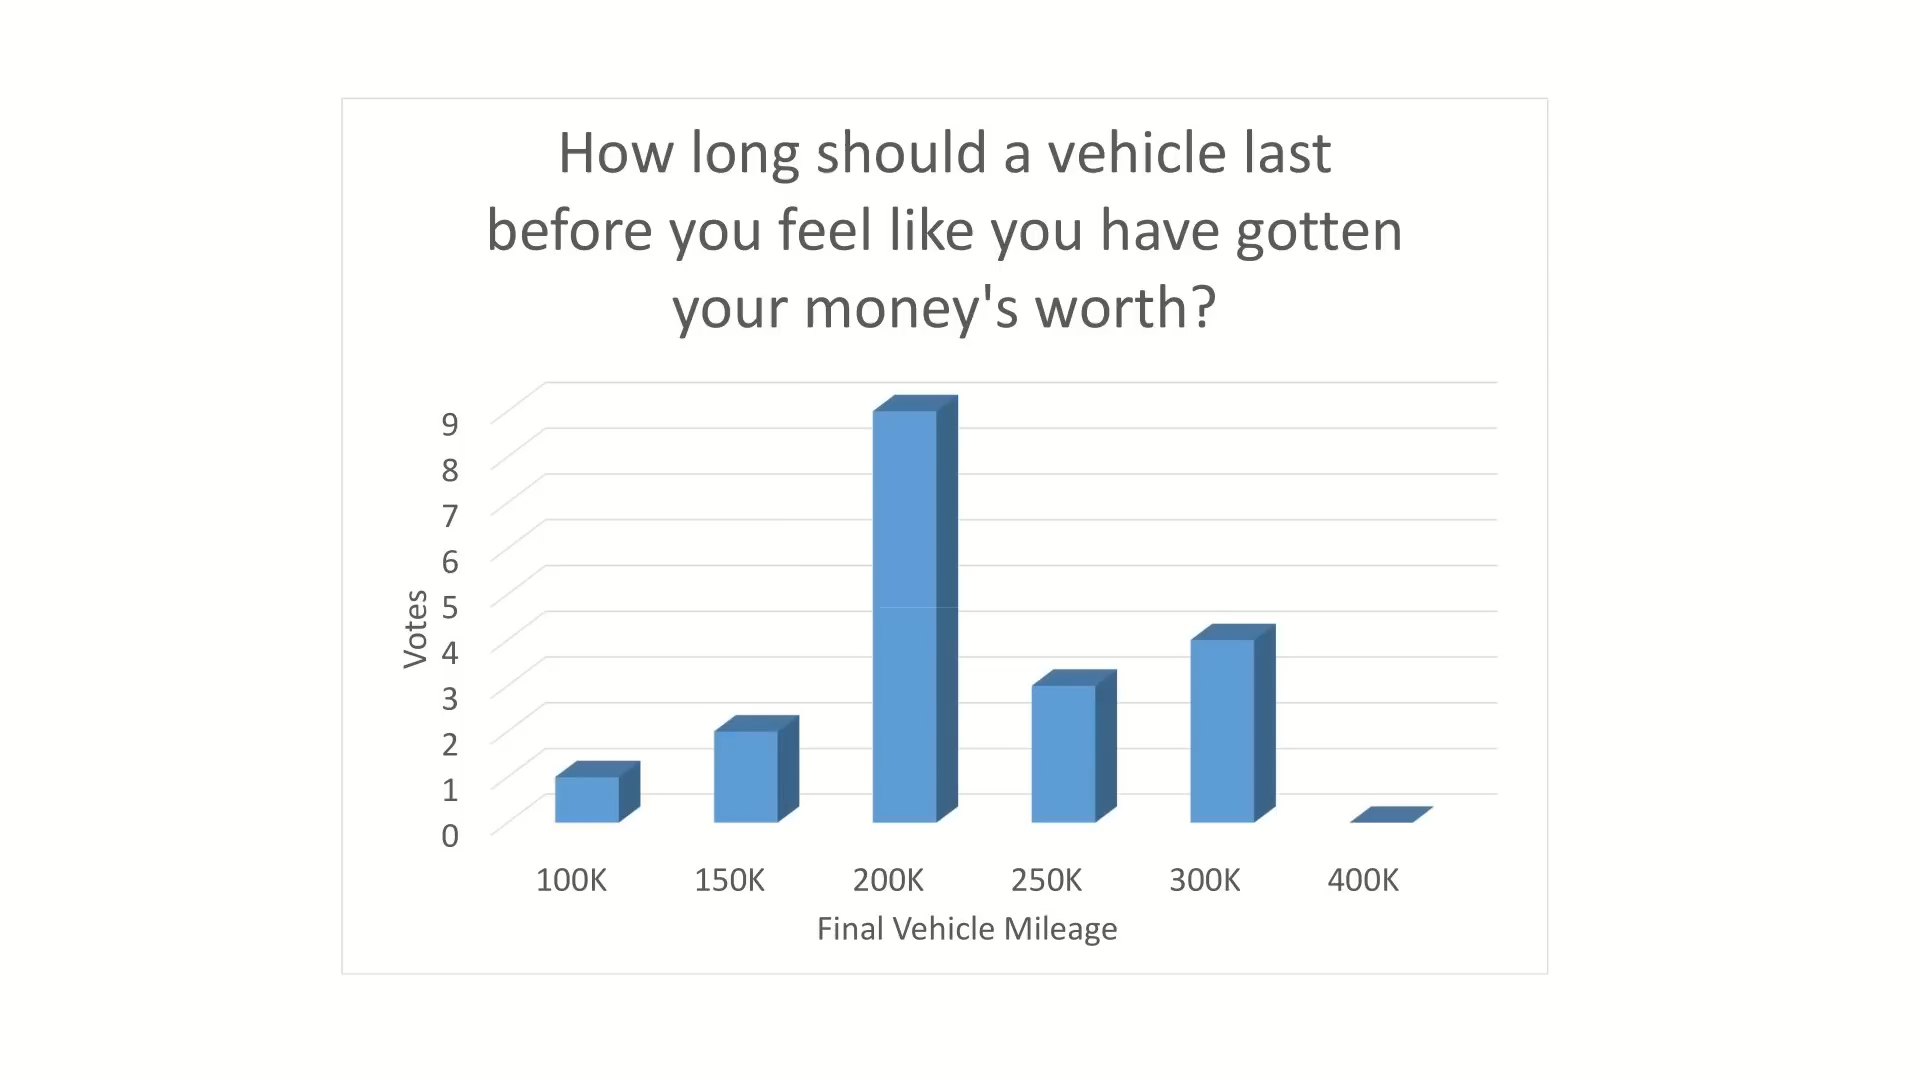 How long should a vehicle last
before you feel like you have gotten
your money's worth?
9
8
7
6
5
4
3
2
1
0
Votes
100K 150K 200K 250K 300K 400K
Final Vehicle Mileage